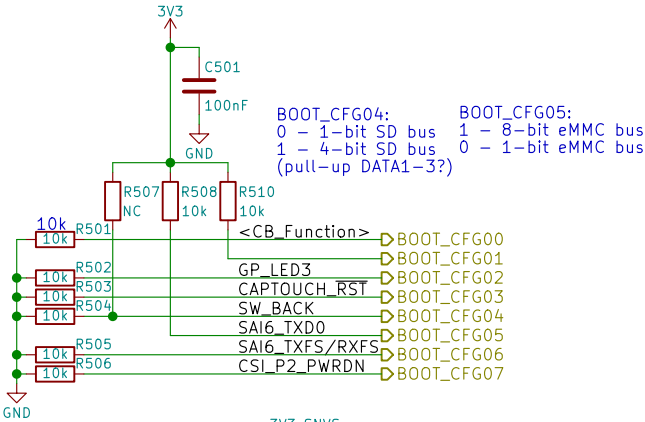 3V3
C501
100nF
GND
BOOT_CFG04:
0 - 1-bit SD bus
1 - 4-bit SD bus
(pull-up DATA1-3?)
BOOT_CFG05:
1 - 8-bit eMMC bus
0 - 1-bit eMMC bus
R507
NC
R508
10k
R510
10k
10k
R501
10k
<CB_Function>
BOOT_CFG00
BOOT_CFG01
R502
10k
GP_LED3
BOOT_CFG02
R503
10k
CAPTOUCH_RST
BOOT_CFG03
R504
10k
SW_BACK
BOOT_CFG04
SAI6_TXD0
BOOT_CFG05
R505
10k
SAI6_TXFS/RXFS
BOOT_CFG06
R506
10k
CSI_P2_PWRDN
BOOT_CFG07
GND